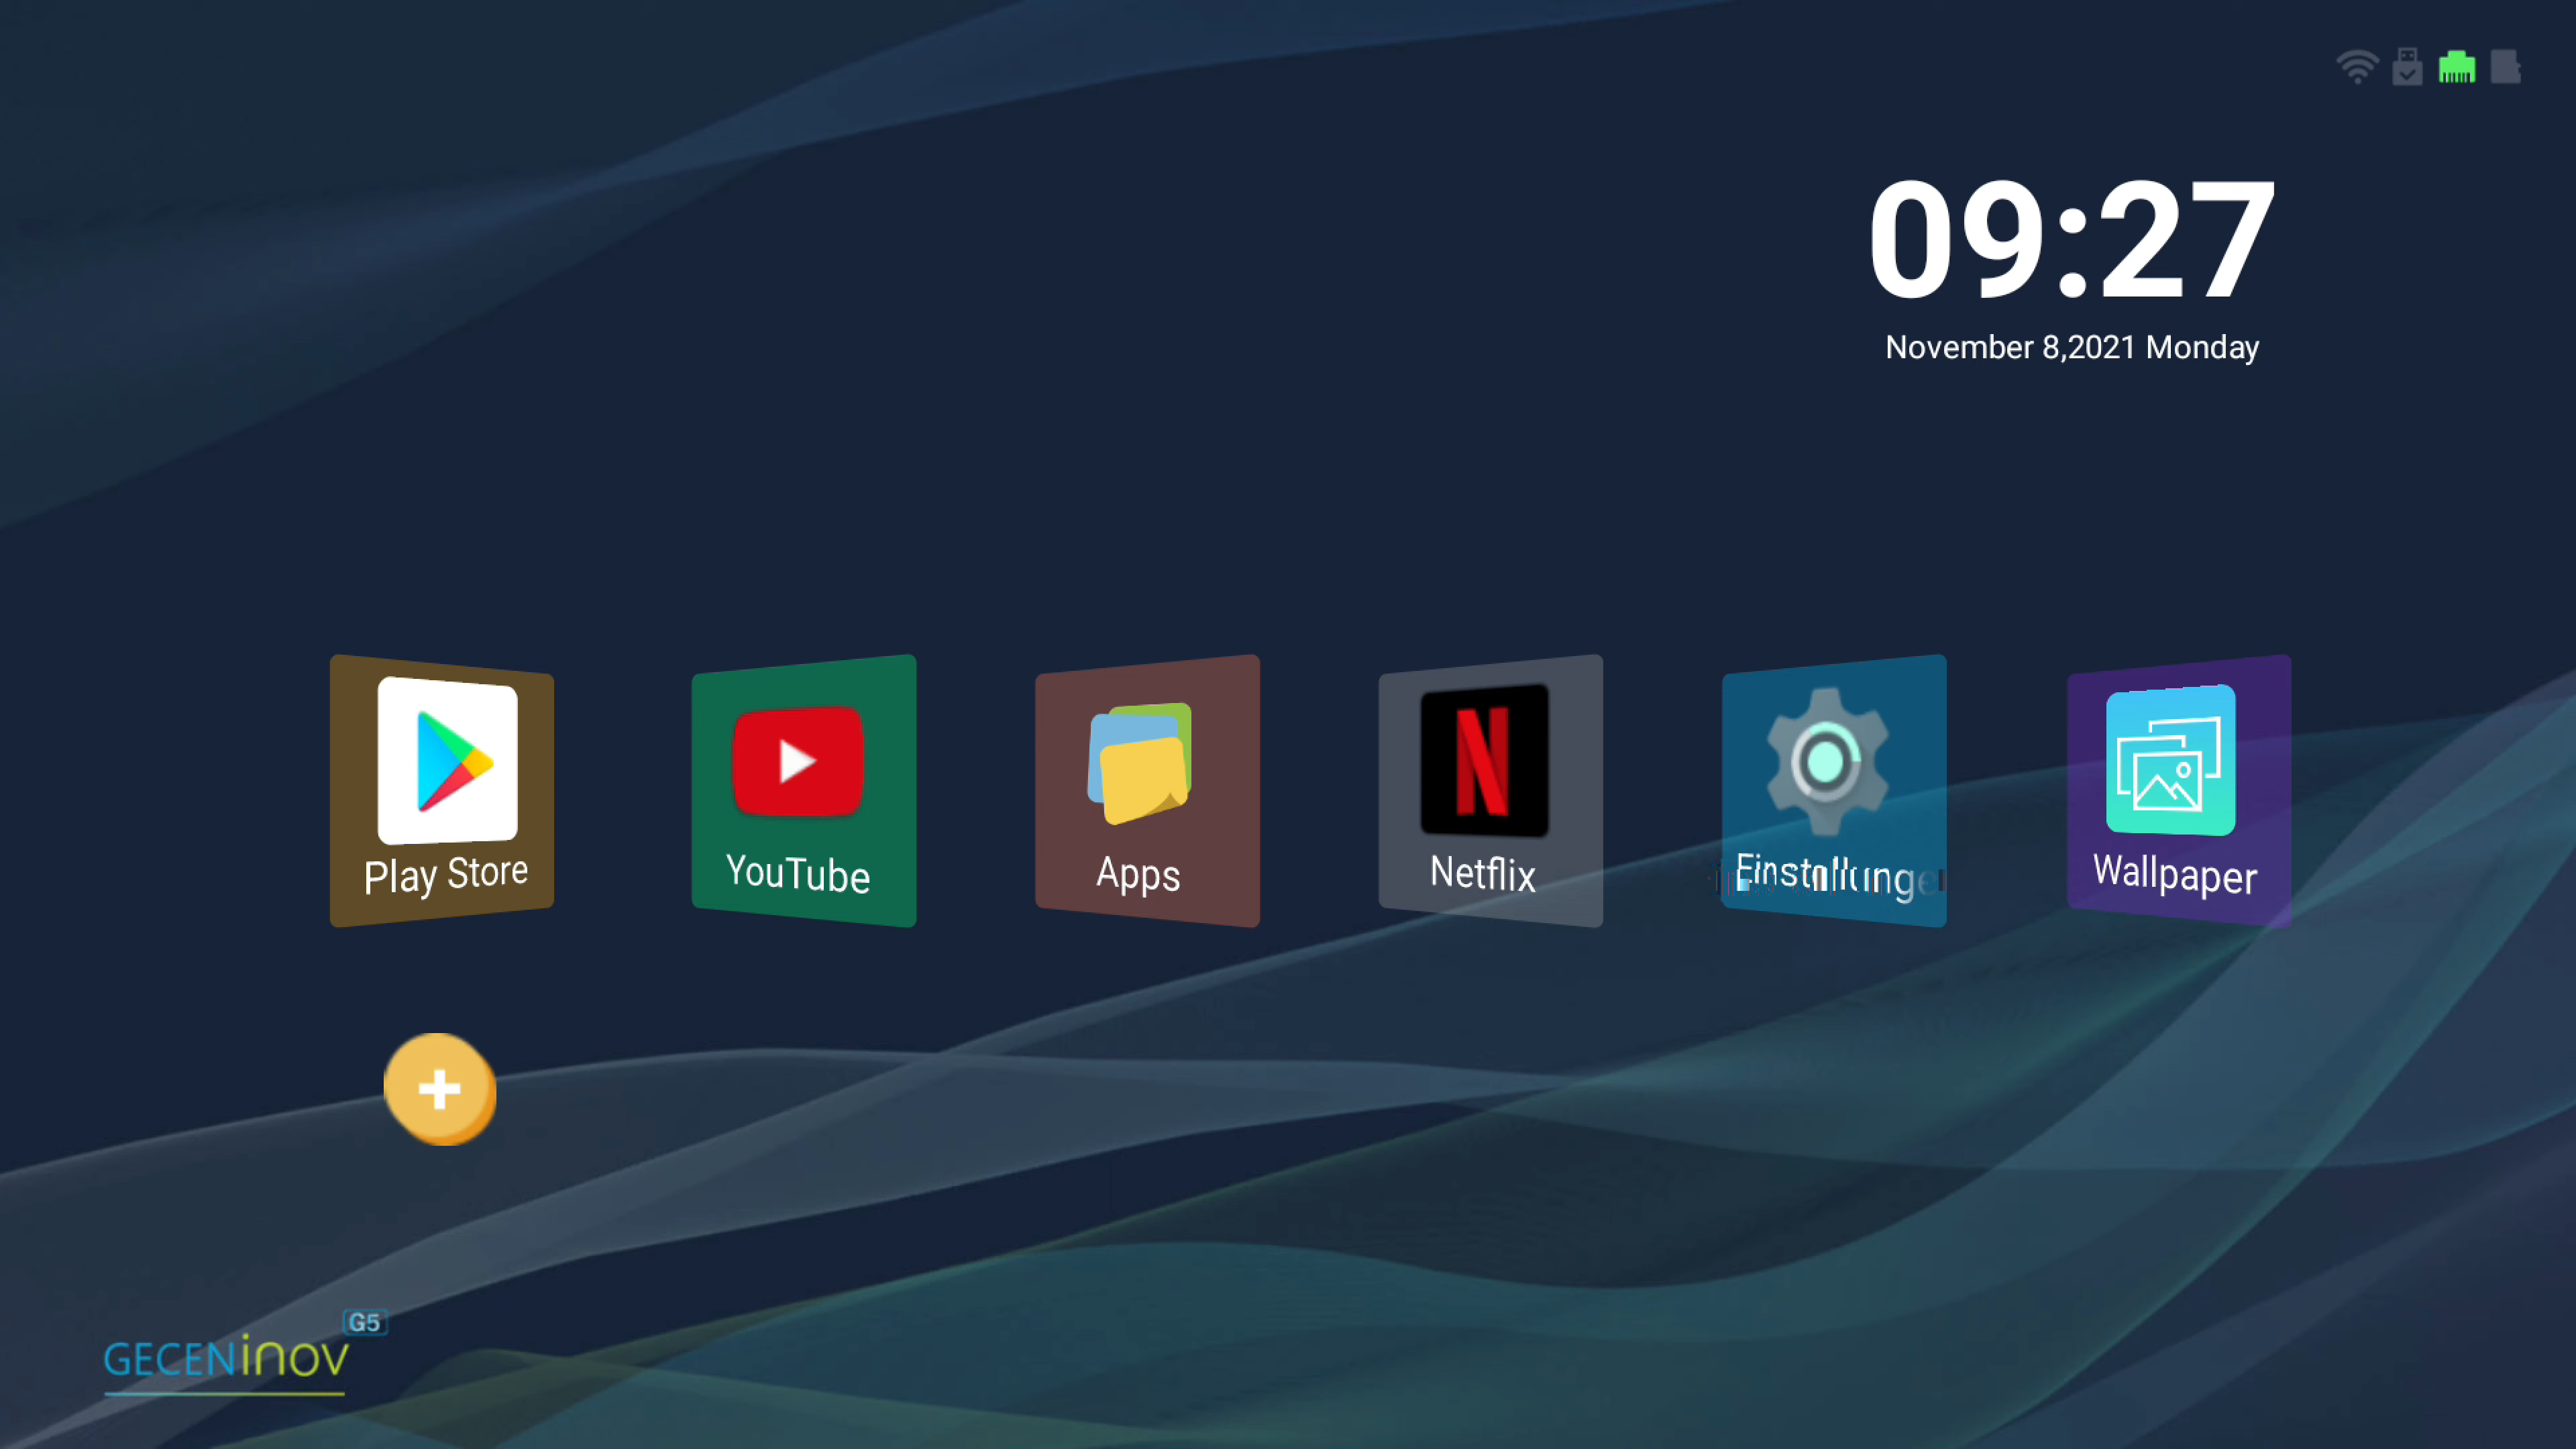 09:27
November 8,2021 Monday
Play Store
YouTube
Apps
Netflix
Wallpaper
G5
GECENinov